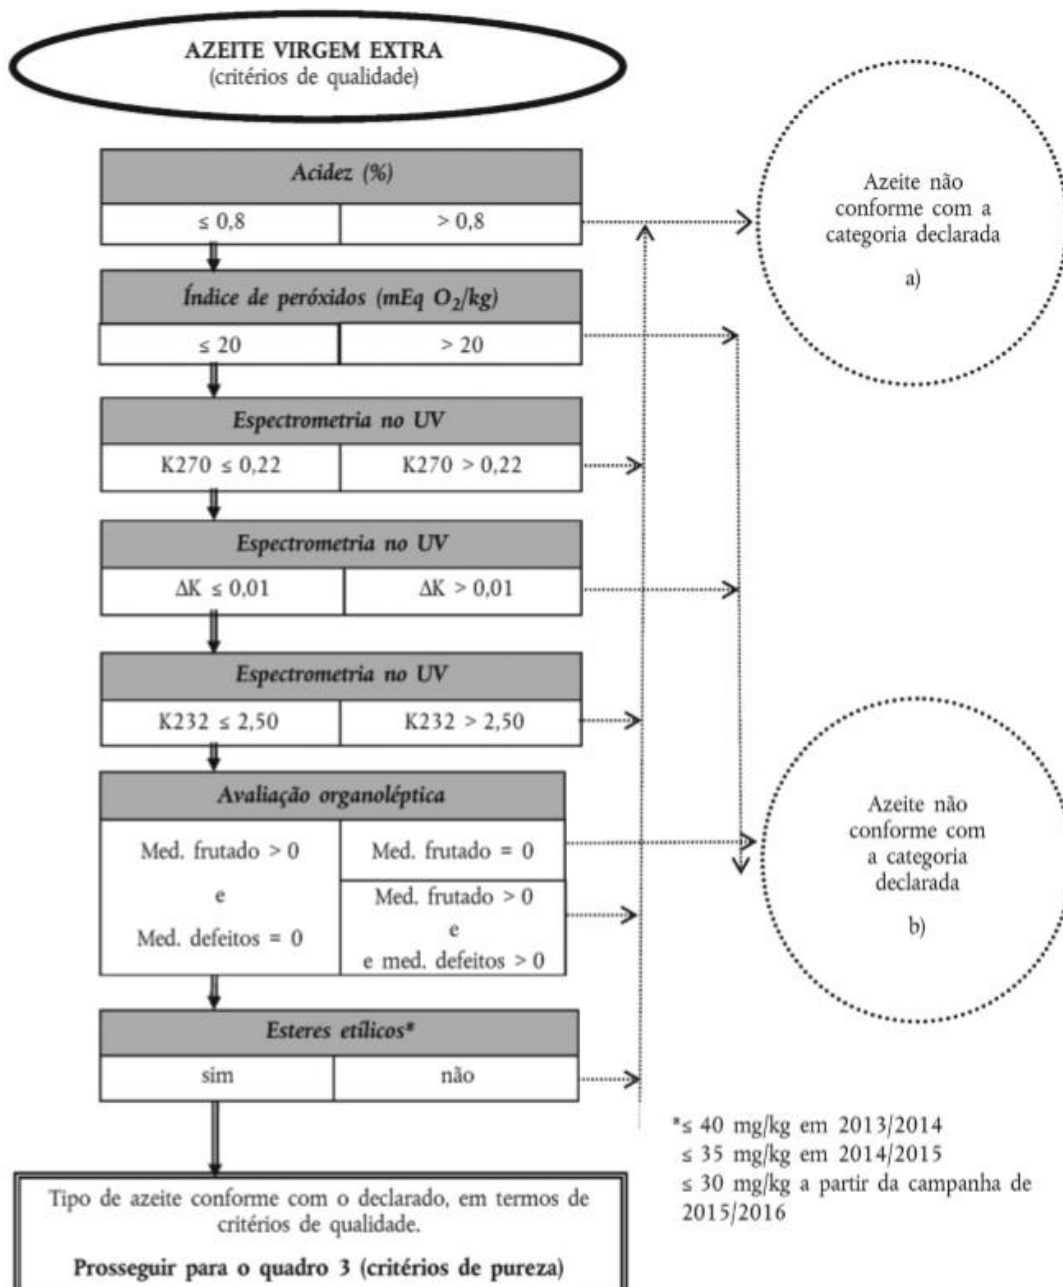 AZEITE VIRGEM EXTRA
(critérios de qualidade)
Acidez (%)
≤ 0,8
> 0,8
Azeite não
conforme com a
categoria declarada
a)
Índice de peróxidos (mEq O₂/kg)
≤ 20
> 20
Espectrometria no UV
K270 ≤ 0,22
K270 > 0,22
Espectrometria no UV
ΔK ≤ 0,01
ΔK > 0,01
Espectrometria no UV
K232 ≤ 2,50
K232 > 2,50
Avaliação organoléptica
Med. frutado > 0
e
Med. defeitos = 0
Med. frutado = 0
Med. frutado > 0
e
e med. defeitos > 0
Azeite não
conforme com
a categoria
declarada
b)
Esteres etílicos*
sim
não
*≤ 40 mg/kg em 2013/2014
≤ 35 mg/kg em 2014/2015
≤ 30 mg/kg a partir da campanha de
2015/2016
Tipo de azeite conforme com o declarado, em termos de
critérios de qualidade.
Prosseguir para o quadro 3 (critérios de pureza)